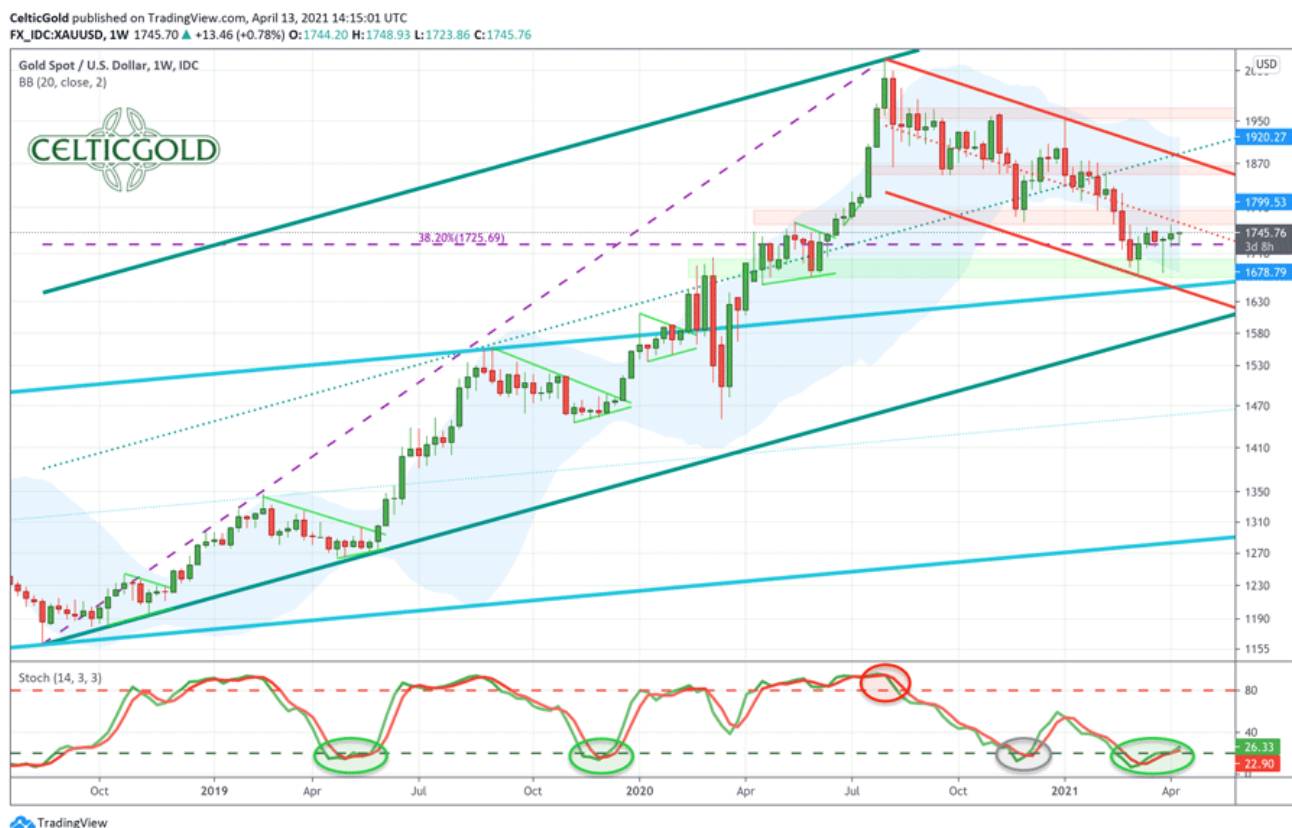 CelticGold published on TradingView.com, April 13, 2021 14:15:01 UTC
FX_IDC:XAUUSD, 1W 1745.70 ▲ +13.46 (+0.78%) O:1744.20 H:1748.93 L:1723.86 C:1745.76
Gold Spot / U.S. Dollar, 1W, IDC
BB (20, close, 2)
CELTICGOLD
38.20%(1725.69)
USD
1950
1920.27
1870
1799.53
1745.76
3d 8h
1678.79
1630
1580
1530
1470
1410
1350
1310
1270
1230
1190
1155
Stoch (14, 3, 3)
80
40
26.33
22.90
Oct 2019 Apr Jul Oct 2020 Apr Jul Oct 2021 Apr
TradingView